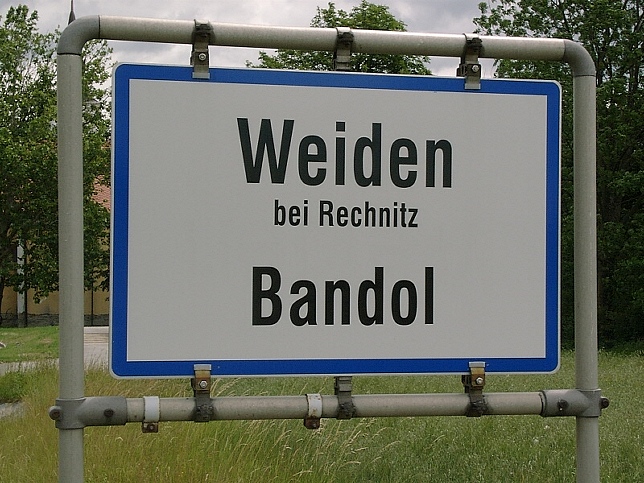 Weiden
bei Rechnitz
Bandol